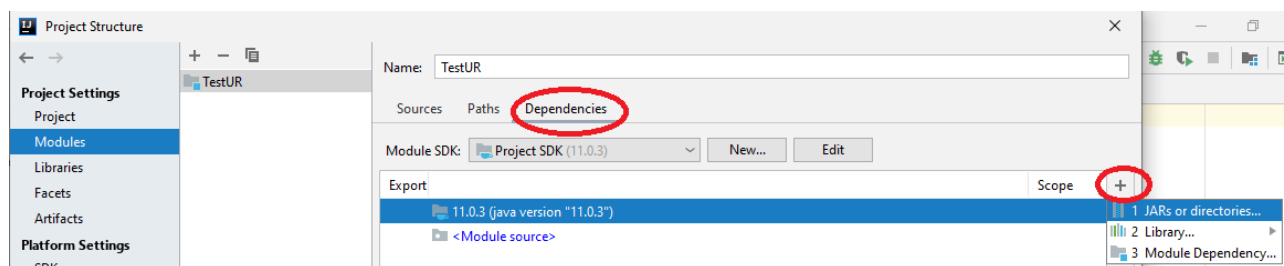 Project Structure
Project Settings
Project
Modules
Libraries
Facets
Artifacts
Platform Settings
TestUR
Name: TestUR
Sources Paths Dependencies
Module SDK: Project SDK (11.0.3) New... Edit
Export Scope
11.0.3 (java version "11.0.3")
<Module source>
1 JARs or directories...
2 Library...
3 Module Dependency...